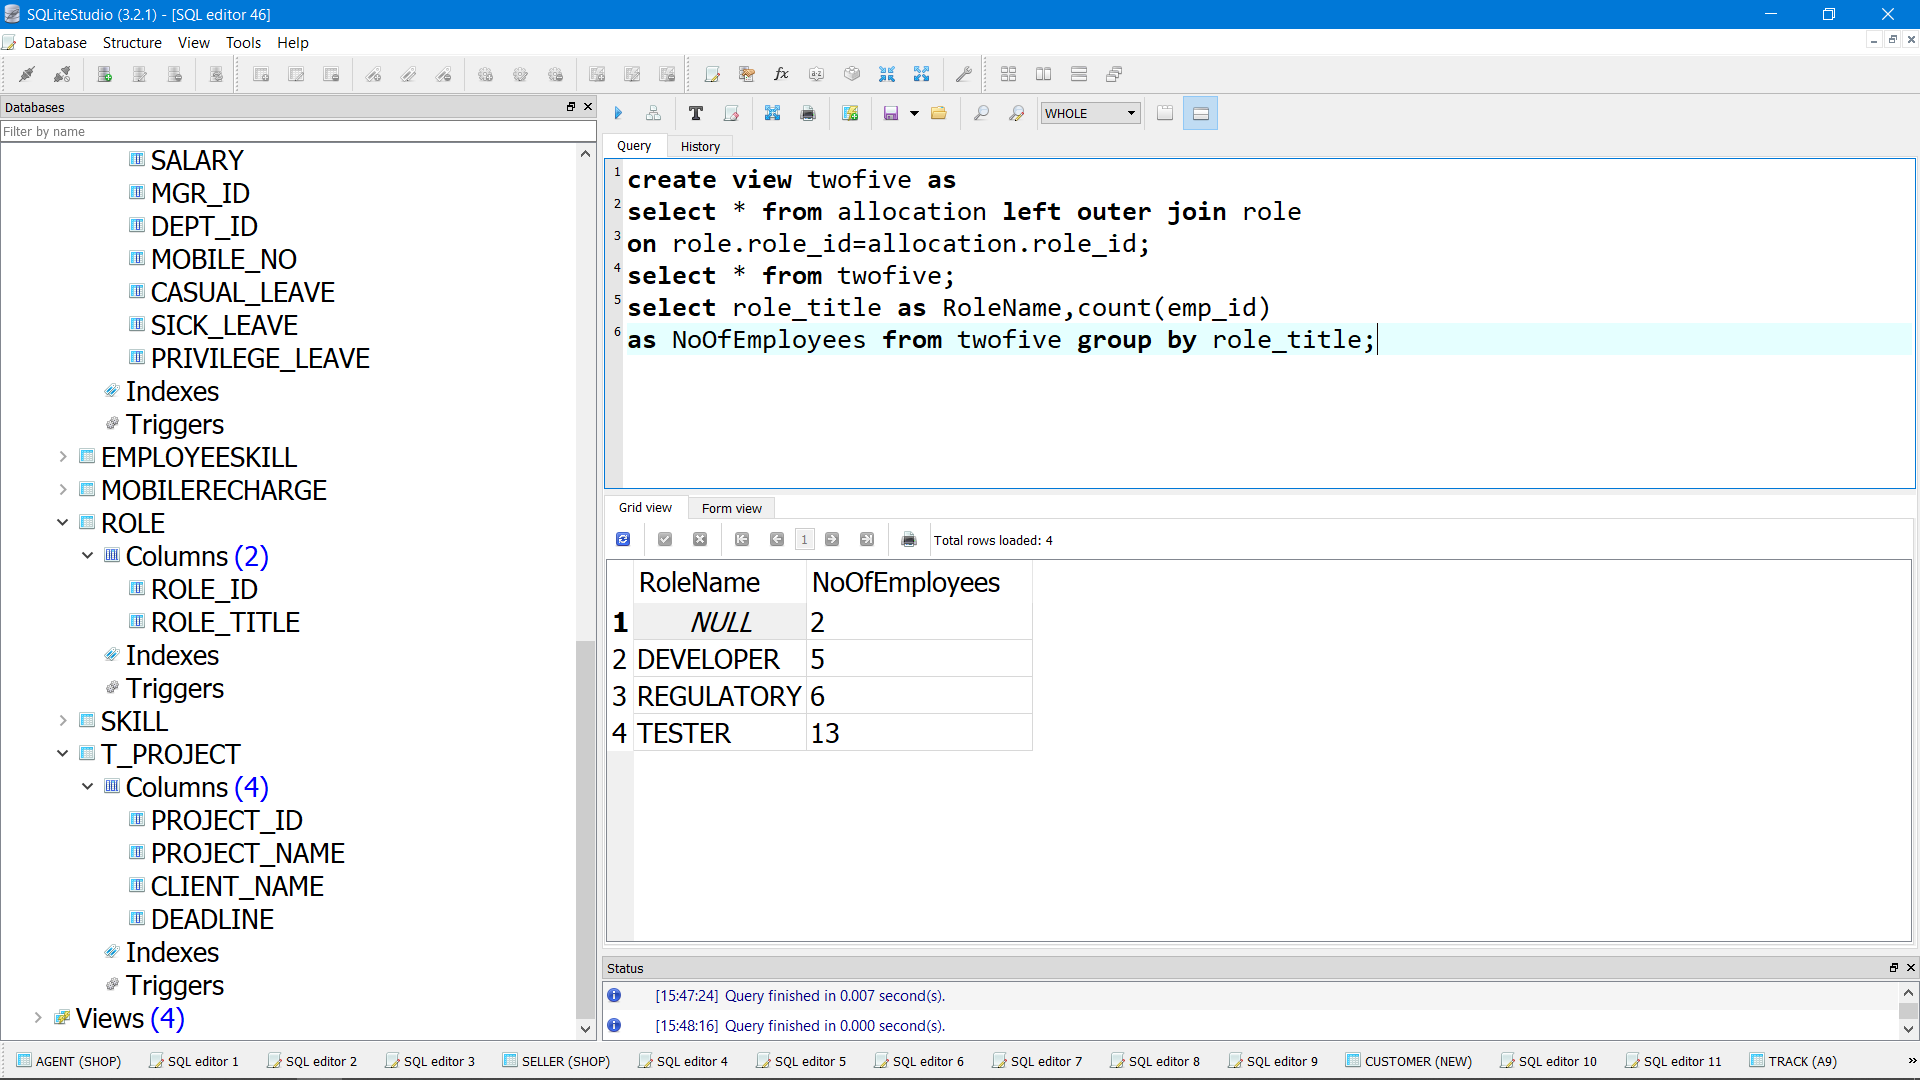 SQLiteStudio (3.2.1) - [SQL editor 46]
Database Structure View Tools Help
Databases
Filter by name
SALARY
MGR_ID
DEPT_ID
MOBILE_NO
CASUAL_LEAVE
SICK_LEAVE
PRIVILEGE_LEAVE
Indexes
Triggers
EMPLOYEESKILL
MOBILERECHARGE
ROLE
Columns (2)
ROLE_ID
ROLE_TITLE
Indexes
Triggers
SKILL
T_PROJECT
Columns (4)
PROJECT_ID
PROJECT_NAME
CLIENT_NAME
DEADLINE
Indexes
Triggers
Views (4)
WHOLE
Query History
1 create view twofive as
2 select * from allocation left outer join role
3 on role.role_id=allocation.role_id;
4 select * from twofive;
5 select role_title as RoleName,count(emp_id)
6 as NoOfEmployees from twofive group by role_title;
Grid view Form view
1 Total rows loaded: 4
RoleName NoOfEmployees
1 NULL 2
2 DEVELOPER 5
3 REGULATORY 6
4 TESTER 13
Status
[15:47:24] Query finished in 0.007 second(s).
[15:48:16] Query finished in 0.000 second(s).
AGENT (SHOP) SQL editor 1 SQL editor 2 SQL editor 3 SELLER (SHOP) SQL editor 4 SQL editor 5 SQL editor 6 SQL editor 7 SQL editor 8 SQL editor 9 CUSTOMER (NEW) SQL editor 10 SQL editor 11 TRACK (A9) »